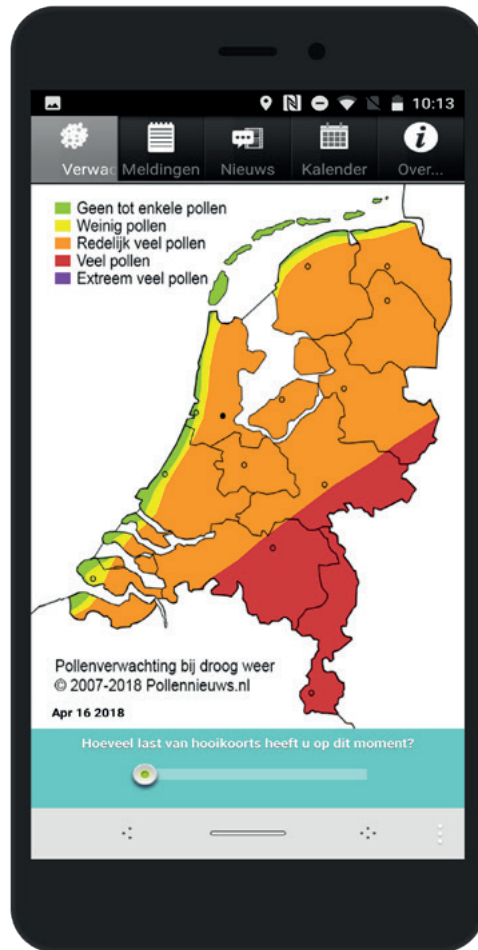 10:13
Verwac Meldingen Nieuws Kalender Over...
Geen tot enkele pollen
Weinig pollen
Redelijk veel pollen
Veel pollen
Extreem veel pollen
Pollenverwachting bij droog weer
© 2007-2018 Pollennieuws.nl
Apr 16 2018
Hoeveel last van hooikoorts heeft u op dit moment?